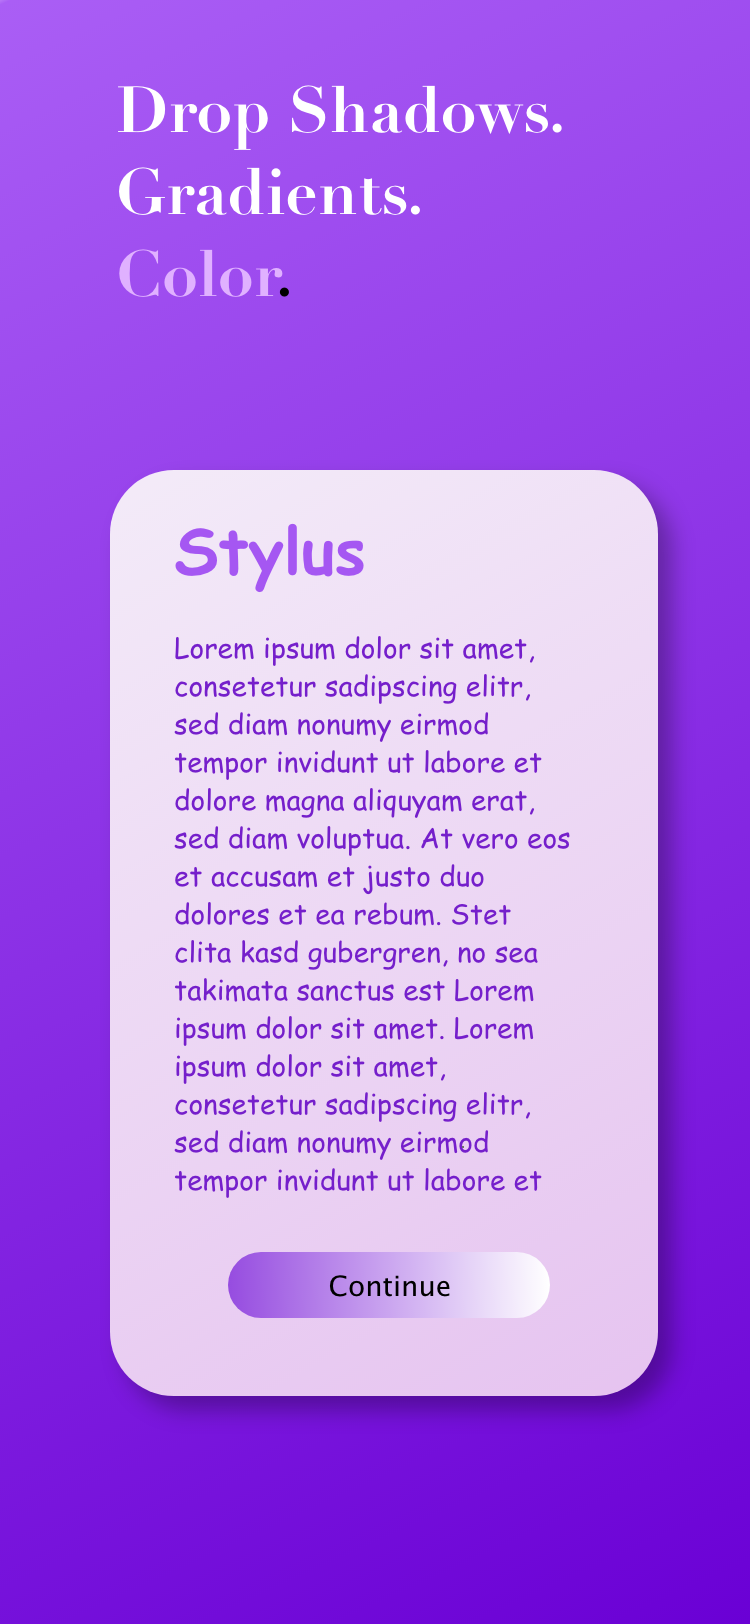 Drop Shadows.
Gradients.
Color.
Stylus
Lorem ipsum dolor sit amet,
consetetur sadipscing elitr,
sed diam nonumy eirmod
tempor invidunt ut labore et
dolore magna aliquyam erat,
sed diam voluptua. At vero eos
et accusam et justo duo
dolores et ea rebum. Stet
clita kasd gubergren, no sea
takimata sanctus est Lorem
ipsum dolor sit amet. Lorem
ipsum dolor sit amet,
consetetur sadipscing elitr,
sed diam nonumy eirmod
tempor invidunt ut labore et
Continue